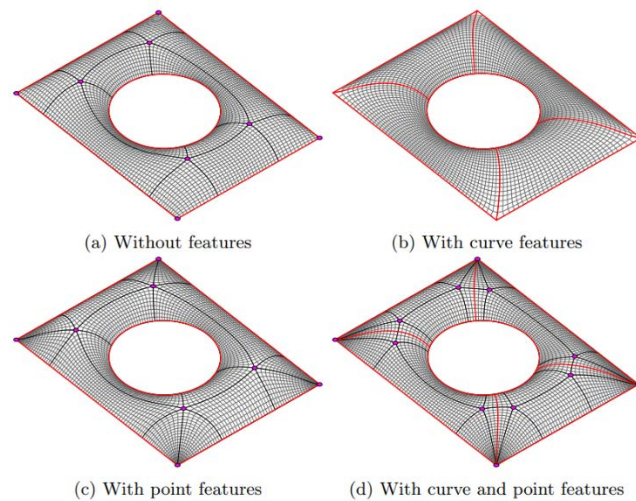 (a) Without features
(b) With curve features
(c) With point features
(d) With curve and point features